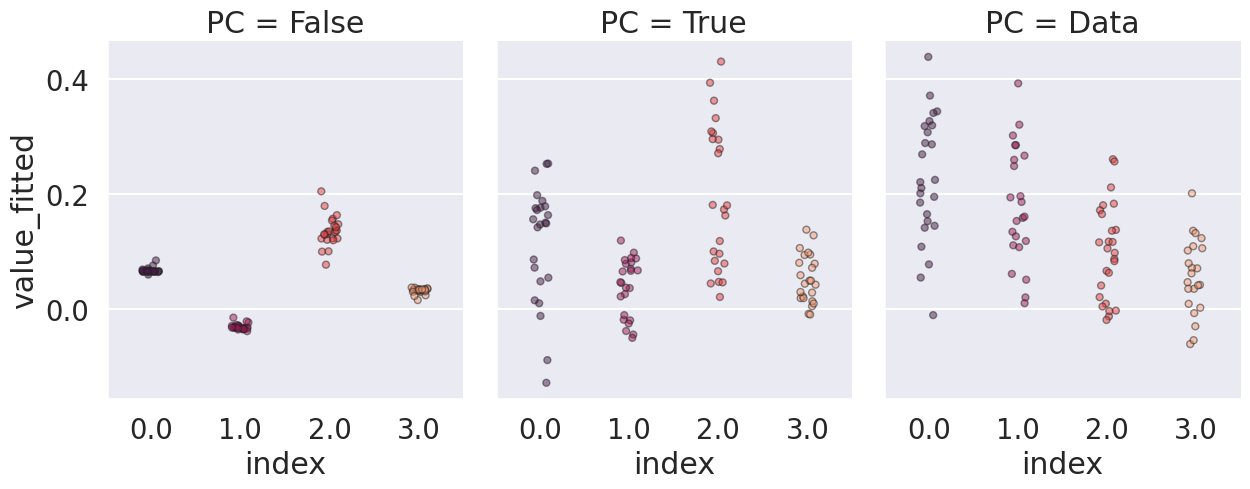 PC = False
PC = True
PC = Data
value_fitted
0.4
0.2
0.0
0.0 1.0 2.0 3.0
0.0 1.0 2.0 3.0
0.0 1.0 2.0 3.0
index
index
index